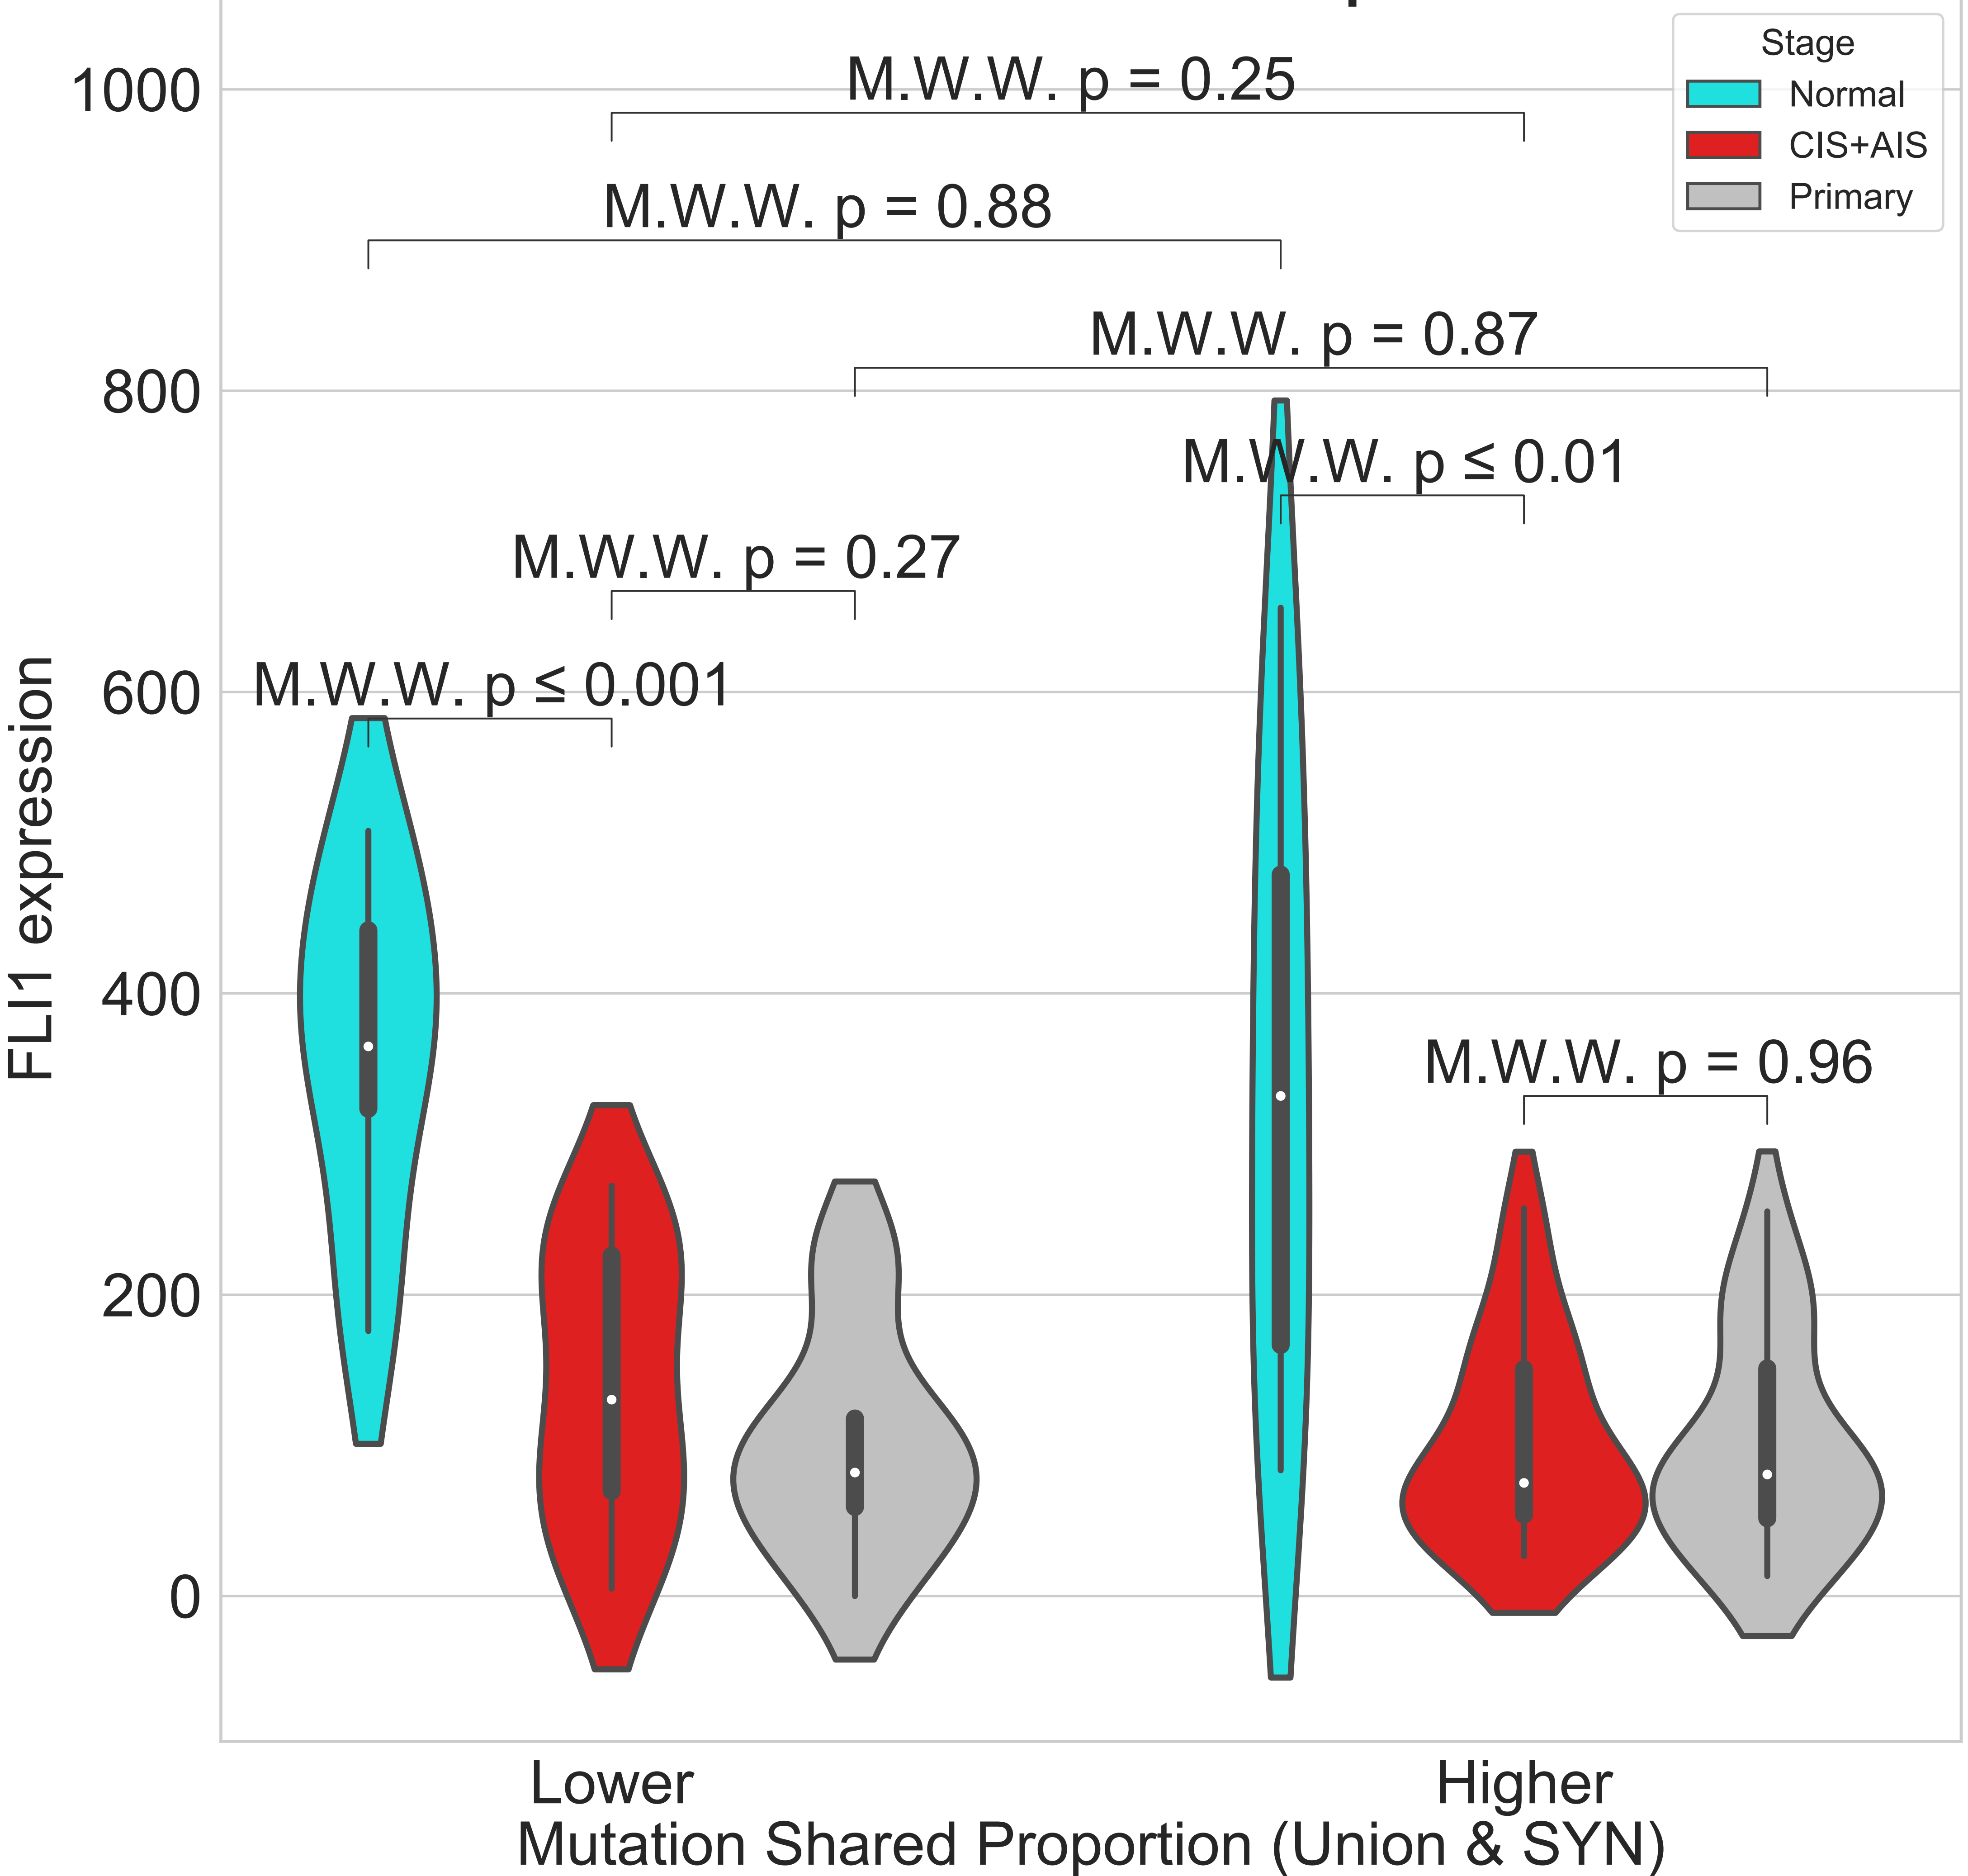 Stage
Normal
CIS+AIS
Primary
M.W.W. p = 0.25
M.W.W. p = 0.88
M.W.W. p = 0.87
M.W.W. p ≤ 0.01
M.W.W. p = 0.27
M.W.W. p ≤ 0.001
M.W.W. p = 0.96
1000
800
600
400
200
0
FLI1 expression
Lower
Higher
Mutation Shared Proportion (Union & SYN)